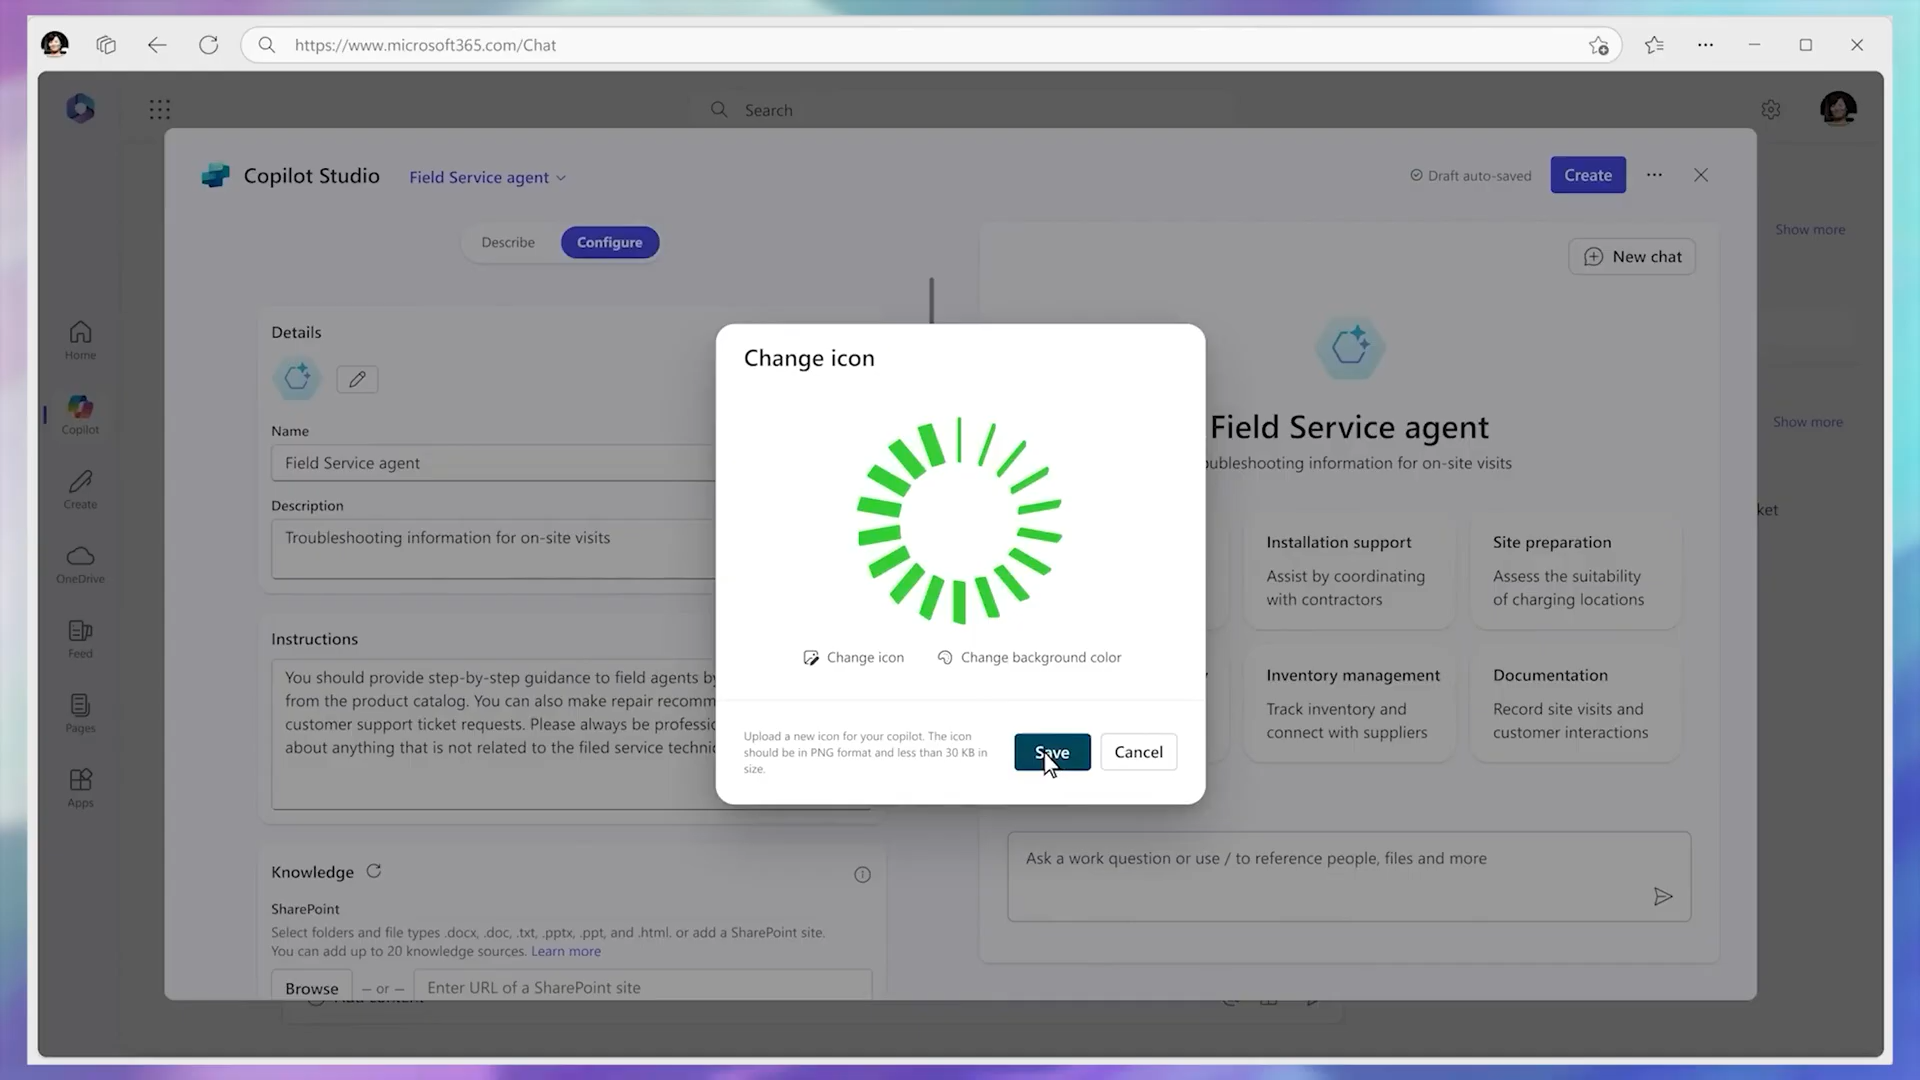 https://www.microsoft365.com/Chat
Search
Copilot Studio
Field Service agent
Draft auto-saved
Create
Describe
Configure
New chat
Show more
Home
Copilot
Create
OneDrive
Feed
Pages
Apps
Details
Name
Field Service agent
Description
Troubleshooting information for on-site visits
Instructions
You should provide step-by-step guidance to field agents by
from the product catalog. You can also make repair recomm
customer support ticket requests. Please always be professio
about anything that is not related to the filed service techni
Knowledge
SharePoint
Select folders and file types .docx, .doc, .txt, .pptx, .ppt, and .html. or add a SharePoint site.
You can add up to 20 knowledge sources. Learn more
Browse
– or –
Enter URL of a SharePoint site
Change icon
Change icon
Change background color
Upload a new icon for your copilot. The icon
should be in PNG format and less than 30 KB in
size.
Save
Cancel
Field Service agent
ubleshooting information for on-site visits
Installation support
Assist by coordinating
with contractors
Site preparation
Assess the suitability
of charging locations
Inventory management
Track inventory and
connect with suppliers
Documentation
Record site visits and
customer interactions
Ask a work question or use / to reference people, files and more
Show more
ket